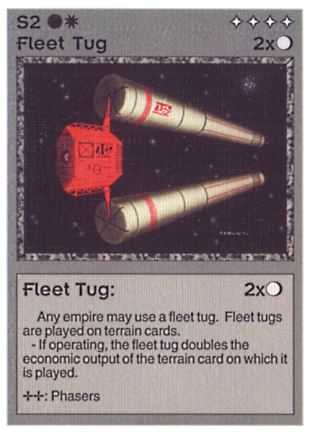 S2
Fleet Tug 2x
Fleet Tug: 2x
Any empire may use a fleet tug. Fleet tugs
are played on terrain cards.
- If operating, the fleet tug doubles the
economic output of the terrain card on which it
is played.
: Phasers